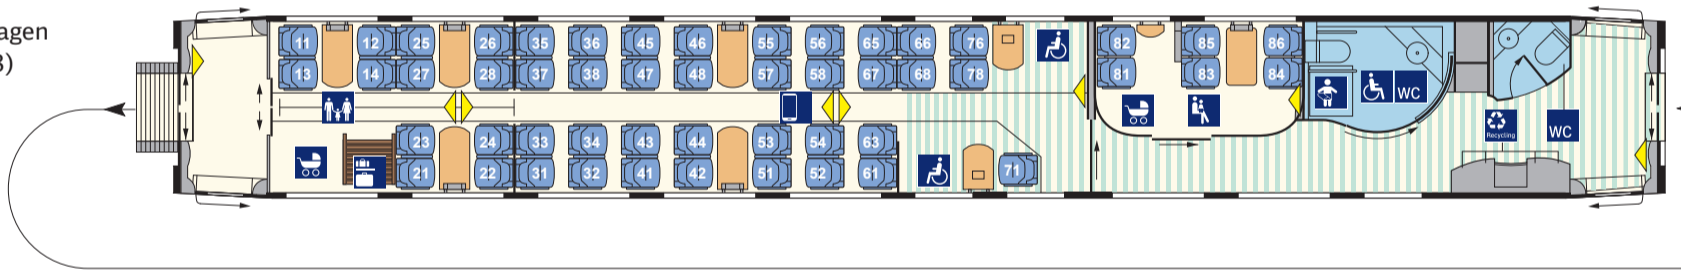 agen
3)
11 12 25 26 35 36 45 46 55 56 65 66 76 82 85 86
13 14 27 28 37 38 47 48 57 58 67 68 78 81 83 84
WC
Recycling
WC
23 24 33 34 43 44 53 54 63
21 22 31 32 41 42 51 52 61 71